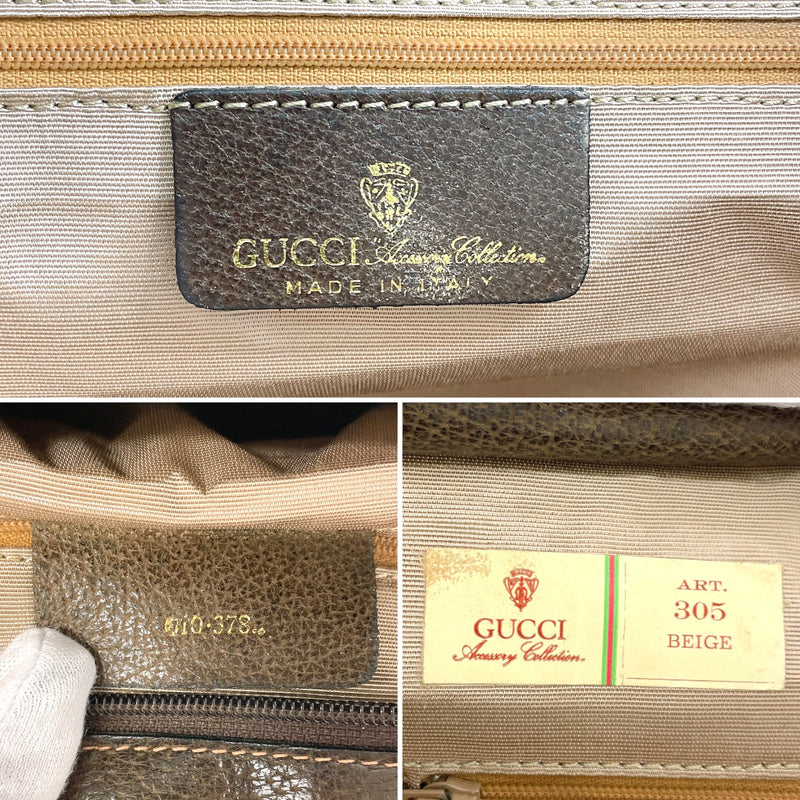 GUCCI Accessory Collection
MADE IN ITALY
010·378
GUCCI
Accessory Collection
ART.
305
BEIGE